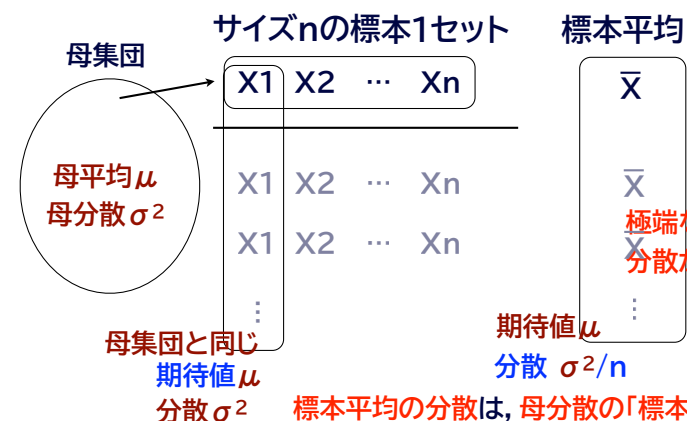 サイズnの標本1セット
標本平均
母集団
X1 X2 … Xn
X̅
母平均μ
母分散σ²
X1 X2 … Xn
X̅
X1 X2 … Xn
X̅
極端な
分散
⋮
⋮
母集団と同じ
期待値μ
分散σ²
期待値μ
分散 σ²/n
標本平均の分散は, 母分散の「標本